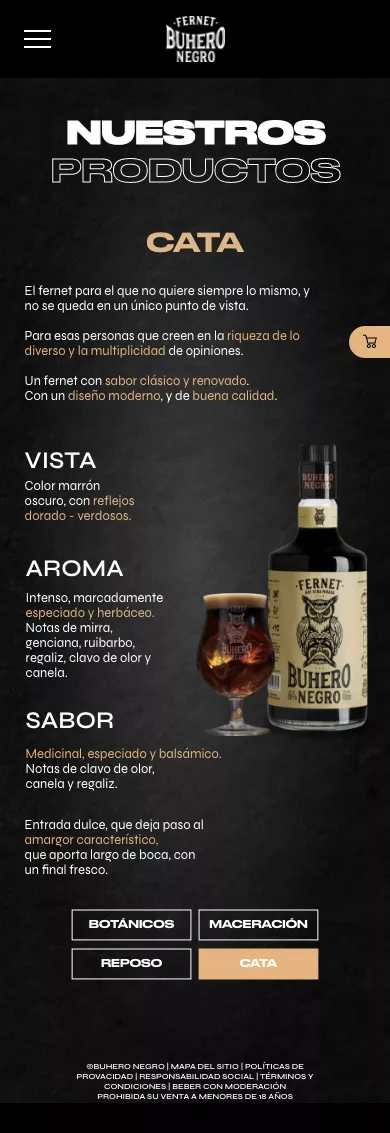 FERNET
BUHERO
NEGRO
NUESTROS
PRODUCTOS
CATA
El fernet para el que no quiere siempre lo mismo, y
no se queda en un único punto de vista.
Para esas personas que creen en la riqueza de lo
diverso y la multiplicidad de opiniones.
Un fernet con sabor clásico y renovado.
Con un diseño moderno, y de buena calidad.
VISTA
Color marrón
oscuro, con reflejos
dorado - verdosos.
BUHERO
NEGRO
FERNET
BUHERO
NEGRO
AROMA
Intenso, marcadamente
especiado y herbáceo.
Notas de mirra,
genciana, ruibarbo,
regaliz, clavo de olor y
canela.
SABOR
Medicinal, especiado y balsámico.
Notas de clavo de olor,
canela y regaliz.
Entrada dulce, que deja paso al
amargor característico,
que aporta largo de boca, con
un final fresco.
BOTÁNICOS
MACERACIÓN
REPOSO
CATA
©BUHERO NEGRO | MAPA DEL SITIO | POLÍTICAS DE
PROVACIDAD | RESPONSABILIDAD SOCIAL | TÉRMINOS Y
CONDICIONES | BEBER CON MODERACIÓN
PROHIBIDA SU VENTA A MENORES DE 18 AÑOS